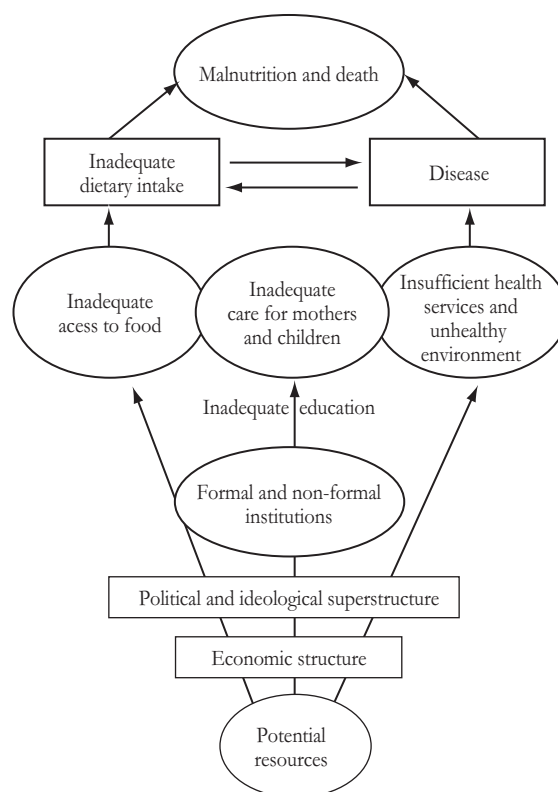 Malnutrition and death
Inadequate
dietary intake
Disease
Inadequate
acess to food
Inadequate
care for mothers
and children
Insufficient health
services and
unhealthy
environment
Inadequate education
Formal and non-formal
institutions
Political and ideological superstructure
Economic structure
Potential
resources